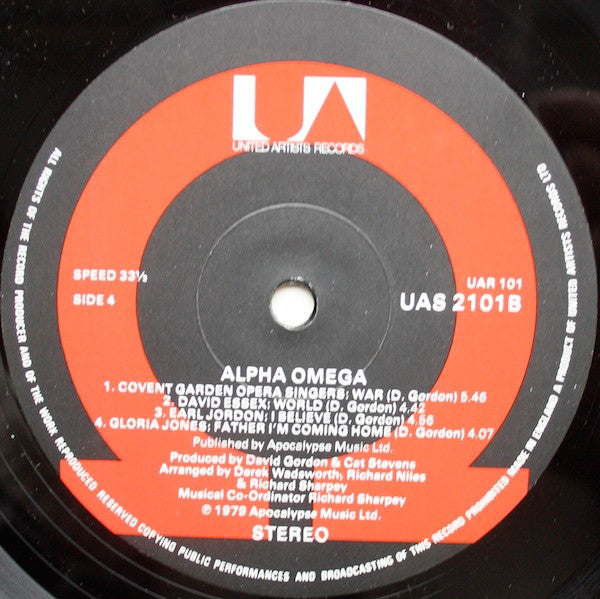 UA
UNITED ARTISTS RECORDS
ALL RIGHTS OF THE RECORD PRODUCER AND OF THE WORK REPRODUCED RESERVED COPYING PUBLIC PERFORMANCES AND BROADCASTING OF THIS RECORD PROHIBITED MADE IN ENGLAND A PRODUCT OF UNITED ARTISTS RECORDS LTD
SPEED 33⅓
SIDE 4
UAR 101
UAS 2101B
ALPHA OMEGA
1. COVENT GARDEN OPERA SINGERS; WAR (D. Gordon) 5.46
2. DAVID ESSEX; WORLD (D. Gordon) 4.42
3. EARL JORDON; I BELIEVE (D. Gordon) 4.56
4. GLORIA JONES; FATHER I'M COMING HOME (D. Gordon) 4.07
Published by Apocalypse Music Ltd.
Produced by David Gordon & Cat Stevens
Arranged by Derek Wadsworth, Richard Niles
& Richard Sharpey
Musical Co-Ordinator Richard Sharpey
℗ 1979 Apocalypse Music Ltd.
STEREO